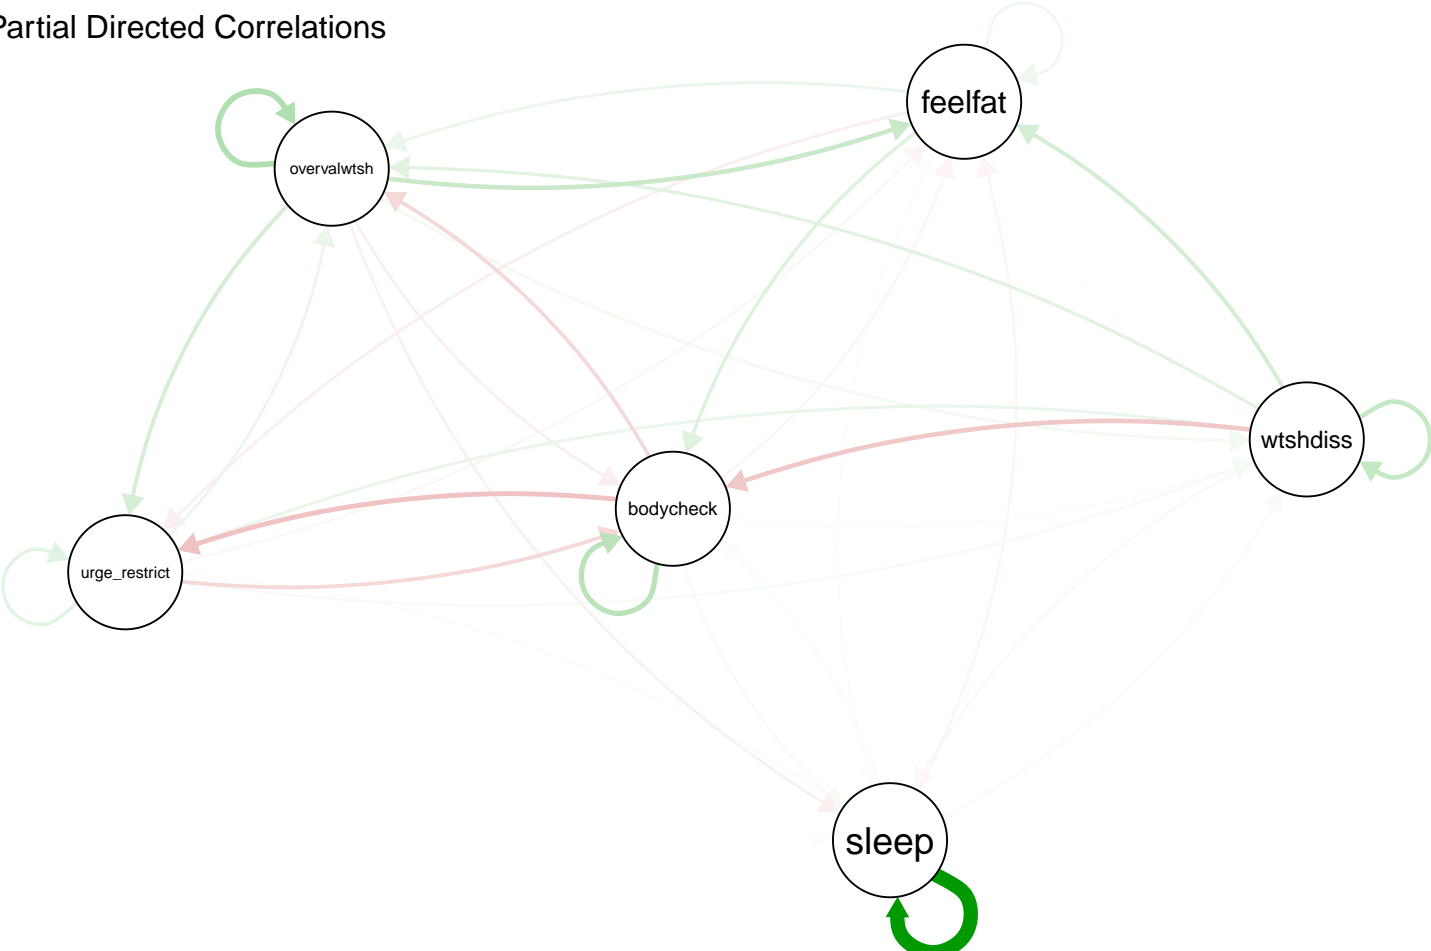 Partial Directed Correlations
feelfat
overvalwtsh
wtshdiss
bodycheck
urge_restrict
sleep